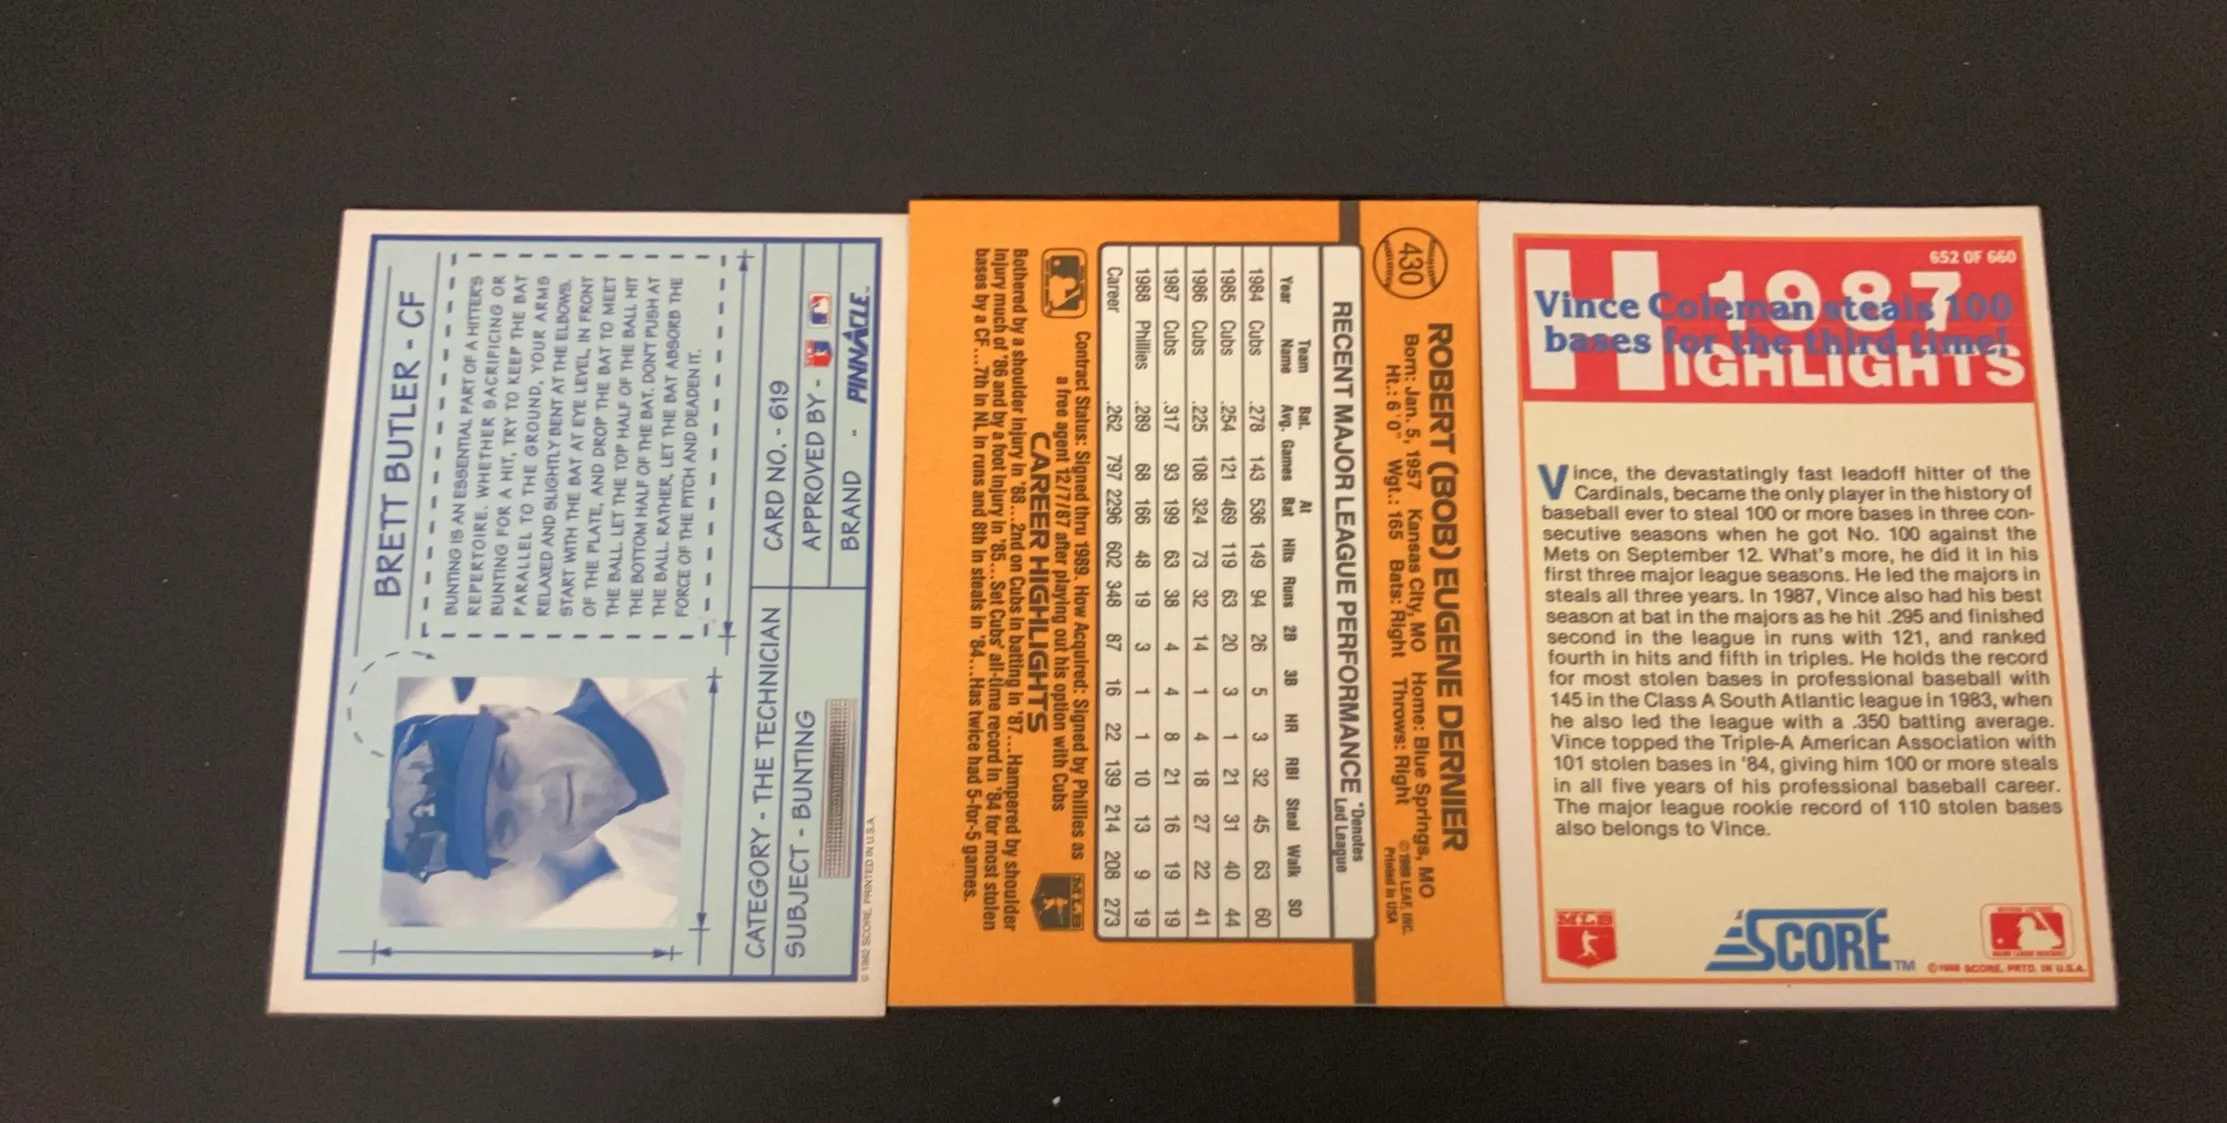 BRETT BUTLER - CF
BUNTING IS AN ESSENTIAL PART OF A HITTER'S
REPERTOIRE. WHETHER SACRIFICING OR
BUNTING FOR A HIT, TRY TO KEEP THE BAT
PARALLEL TO THE GROUND, YOUR ARMS
RELAXED AND SLIGHTLY BENT AT THE ELBOWS.
START WITH THE BAT AT EYE LEVEL, IN FRONT
OF THE PLATE, AND DROP THE BAT TO MEET
THE BALL. LET THE TOP HALF OF THE BALL HIT
THE BOTTOM HALF OF THE BAT. DON'T PUSH AT
THE BALL. RATHER, LET THE BAT ABSORB THE
FORCE OF THE PITCH AND DEADEN IT.
CATEGORY - THE TECHNICIAN
CARD NO. - 619
SUBJECT - BUNTING
APPROVED BY -
BRAND - PINNACLE
© 1992 SCORE, PRINTED IN U.S.A.
430
ROBERT (BOB) EUGENE DERNIER
Born: Jan. 5, 1957 Kansas City, MO Home: Blue Springs, MO
Ht.: 6'0" Wgt.: 165 Bats: Right Throws: Right
© 1988 LEAF, INC.
Printed in USA
RECENT MAJOR LEAGUE PERFORMANCE *Denotes Led League
Year Team Name Bat. Avg. Games At Bat Hits Runs 2B 3B HR RBI Steal Walk SO
1984 Cubs .278 143 536 149 94 26 5 3 32 45 63 60
1985 Cubs .254 121 469 119 63 20 3 1 21 31 40 44
1986 Cubs .225 108 324 73 32 14 1 4 18 27 22 41
1987 Cubs .317 93 199 63 38 4 4 8 21 16 19 19
1988 Phillies .289 68 166 48 19 3 1 1 10 13 9 19
Career .262 797 2296 602 348 87 16 22 139 214 208 273
Contract Status: Signed thru 1989. How Acquired: Signed by Phillies as
a free agent 12/7/87 after playing out his option with Cubs
MLB
CAREER HIGHLIGHTS
Bothered by a shoulder injury in '88...2nd on Cubs in batting in '87...Hampered by shoulder
injury much of '86 and by a foot injury in '85...Set Cubs' all-time record in '84 for most stolen
bases by a CF...7th in NL in runs and 8th in steals in '84...Has twice had 5-for-5 games.
652 OF 660
1987
HIGHLIGHTS
Vince Coleman steals 100
bases for the third time!
Vince, the devastatingly fast leadoff hitter of the
Cardinals, became the only player in the history of
baseball ever to steal 100 or more bases in three con-
secutive seasons when he got No. 100 against the
Mets on September 12. What's more, he did it in his
first three major league seasons. He led the majors in
steals all three years. In 1987, Vince also had his best
season at bat in the majors as he hit .295 and finished
second in the league in runs with 121, and ranked
fourth in hits and fifth in triples. He holds the record
for most stolen bases in professional baseball with
145 in the Class A South Atlantic league in 1983, when
he also led the league with a .350 batting average.
Vince topped the Triple-A American Association with
101 stolen bases in '84, giving him 100 or more steals
in all five years of his professional baseball career.
The major league rookie record of 110 stolen bases
also belongs to Vince.
MLB
SCORE TM
©1988 SCORE, PRTD. IN U.S.A.